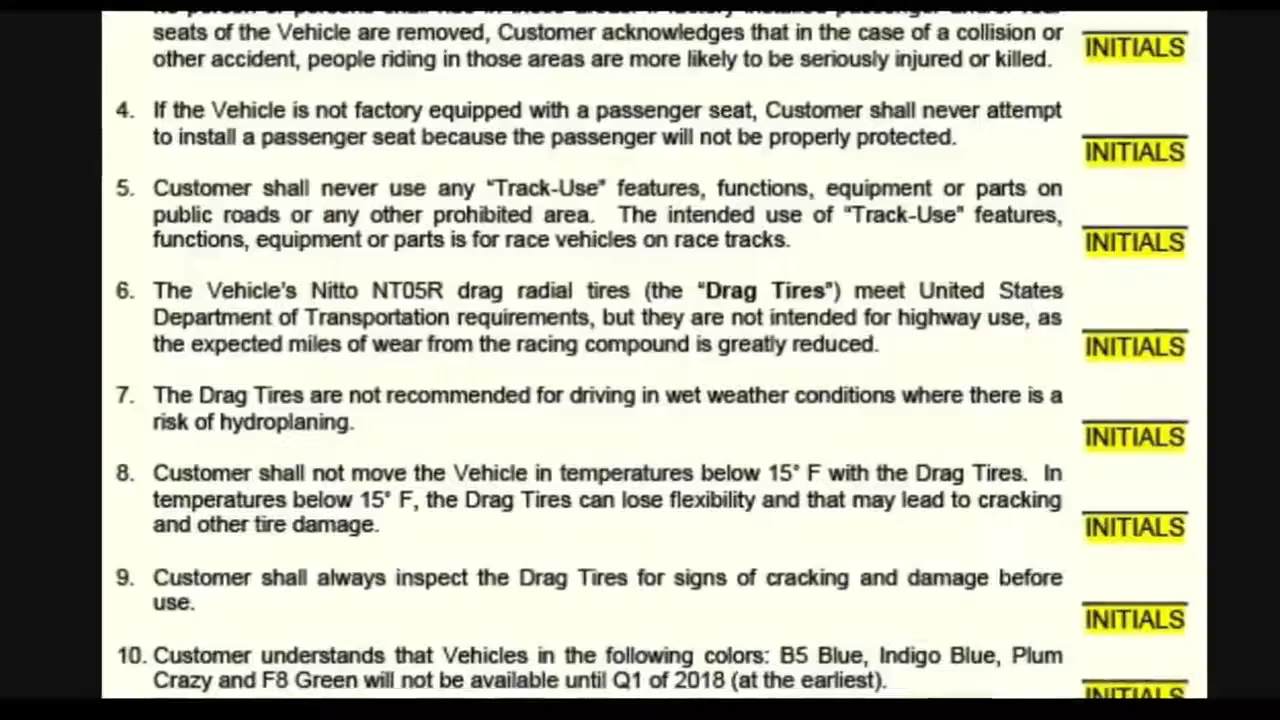 seats of the Vehicle are removed, Customer acknowledges that in the case of a collision or
other accident, people riding in those areas are more likely to be seriously injured or killed.
INITIALS
4. If the Vehicle is not factory equipped with a passenger seat, Customer shall never attempt
to install a passenger seat because the passenger will not be properly protected.
INITIALS
5. Customer shall never use any "Track-Use" features, functions, equipment or parts on
public roads or any other prohibited area. The intended use of "Track-Use" features,
functions, equipment or parts is for race vehicles on race tracks.
INITIALS
6. The Vehicle's Nitto NT05R drag radial tires (the "Drag Tires") meet United States
Department of Transportation requirements, but they are not intended for highway use, as
the expected miles of wear from the racing compound is greatly reduced.
INITIALS
7. The Drag Tires are not recommended for driving in wet weather conditions where there is a
risk of hydroplaning.
INITIALS
8. Customer shall not move the Vehicle in temperatures below 15° F with the Drag Tires. In
temperatures below 15° F, the Drag Tires can lose flexibility and that may lead to cracking
and other tire damage.
INITIALS
9. Customer shall always inspect the Drag Tires for signs of cracking and damage before
use.
INITIALS
10. Customer understands that Vehicles in the following colors: B5 Blue, Indigo Blue, Plum
Crazy and F8 Green will not be available until Q1 of 2018 (at the earliest).
INITIALS